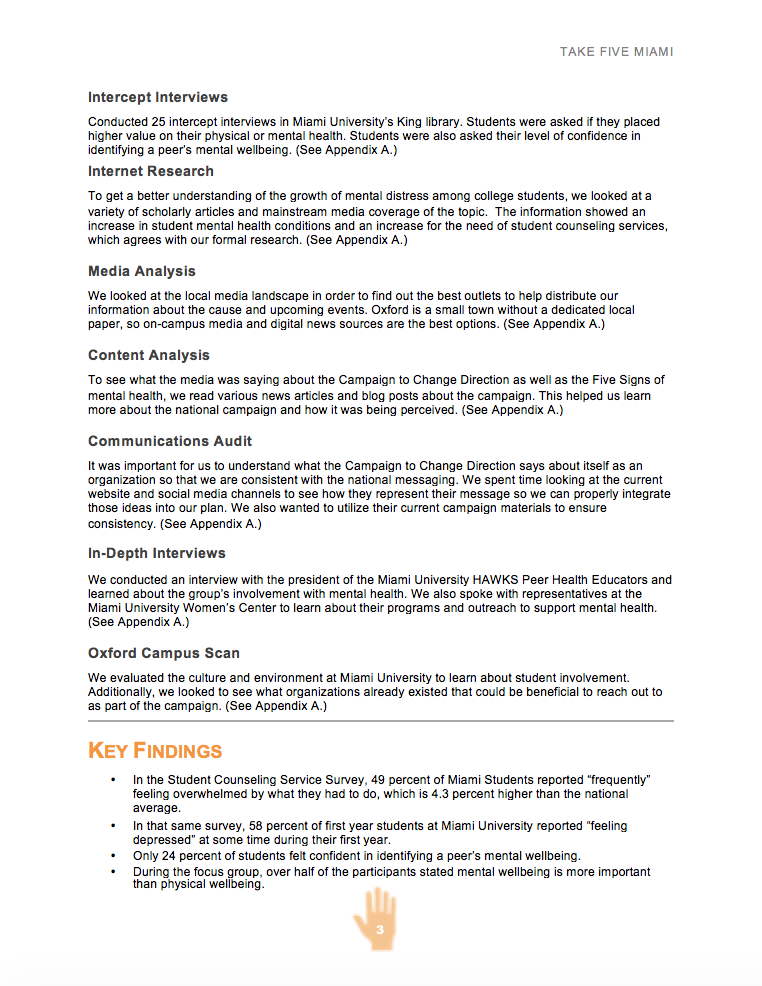 TAKE FIVE MIAMI
Intercept Interviews
Conducted 25 intercept interviews in Miami University's King library. Students were asked if they placed
higher value on their physical or mental health. Students were also asked their level of confidence in
identifying a peer's mental wellbeing. (See Appendix A.)
Internet Research
To get a better understanding of the growth of mental distress among college students, we looked at a
variety of scholarly articles and mainstream media coverage of the topic.  The information showed an
increase in student mental health conditions and an increase for the need of student counseling services,
which agrees with our formal research. (See Appendix A.)
Media Analysis
We looked at the local media landscape in order to find out the best outlets to help distribute our
information about the cause and upcoming events. Oxford is a small town without a dedicated local
paper, so on-campus media and digital news sources are the best options. (See Appendix A.)
Content Analysis
To see what the media was saying about the Campaign to Change Direction as well as the Five Signs of
mental health, we read various news articles and blog posts about the campaign. This helped us learn
more about the national campaign and how it was being perceived. (See Appendix A.)
Communications Audit
It was important for us to understand what the Campaign to Change Direction says about itself as an
organization so that we are consistent with the national messaging. We spent time looking at the current
website and social media channels to see how they represent their message so we can properly integrate
those ideas into our plan. We also wanted to utilize their current campaign materials to ensure
consistency. (See Appendix A.)
In-Depth Interviews
We conducted an interview with the president of the Miami University HAWKS Peer Health Educators and
learned about the group's involvement with mental health. We also spoke with representatives at the
Miami University Women's Center to learn about their programs and outreach to support mental health.
(See Appendix A.)
Oxford Campus Scan
We evaluated the culture and environment at Miami University to learn about student involvement.
Additionally, we looked to see what organizations already existed that could be beneficial to reach out to
as part of the campaign. (See Appendix A.)
KEY FINDINGS
• In the Student Counseling Service Survey, 49 percent of Miami Students reported "frequently"
feeling overwhelmed by what they had to do, which is 4.3 percent higher than the national
average.
• In that same survey, 58 percent of first year students at Miami University reported "feeling
depressed" at some time during their first year.
• Only 24 percent of students felt confident in identifying a peer's mental wellbeing.
• During the focus group, over half of the participants stated mental wellbeing is more important
than physical wellbeing.
3